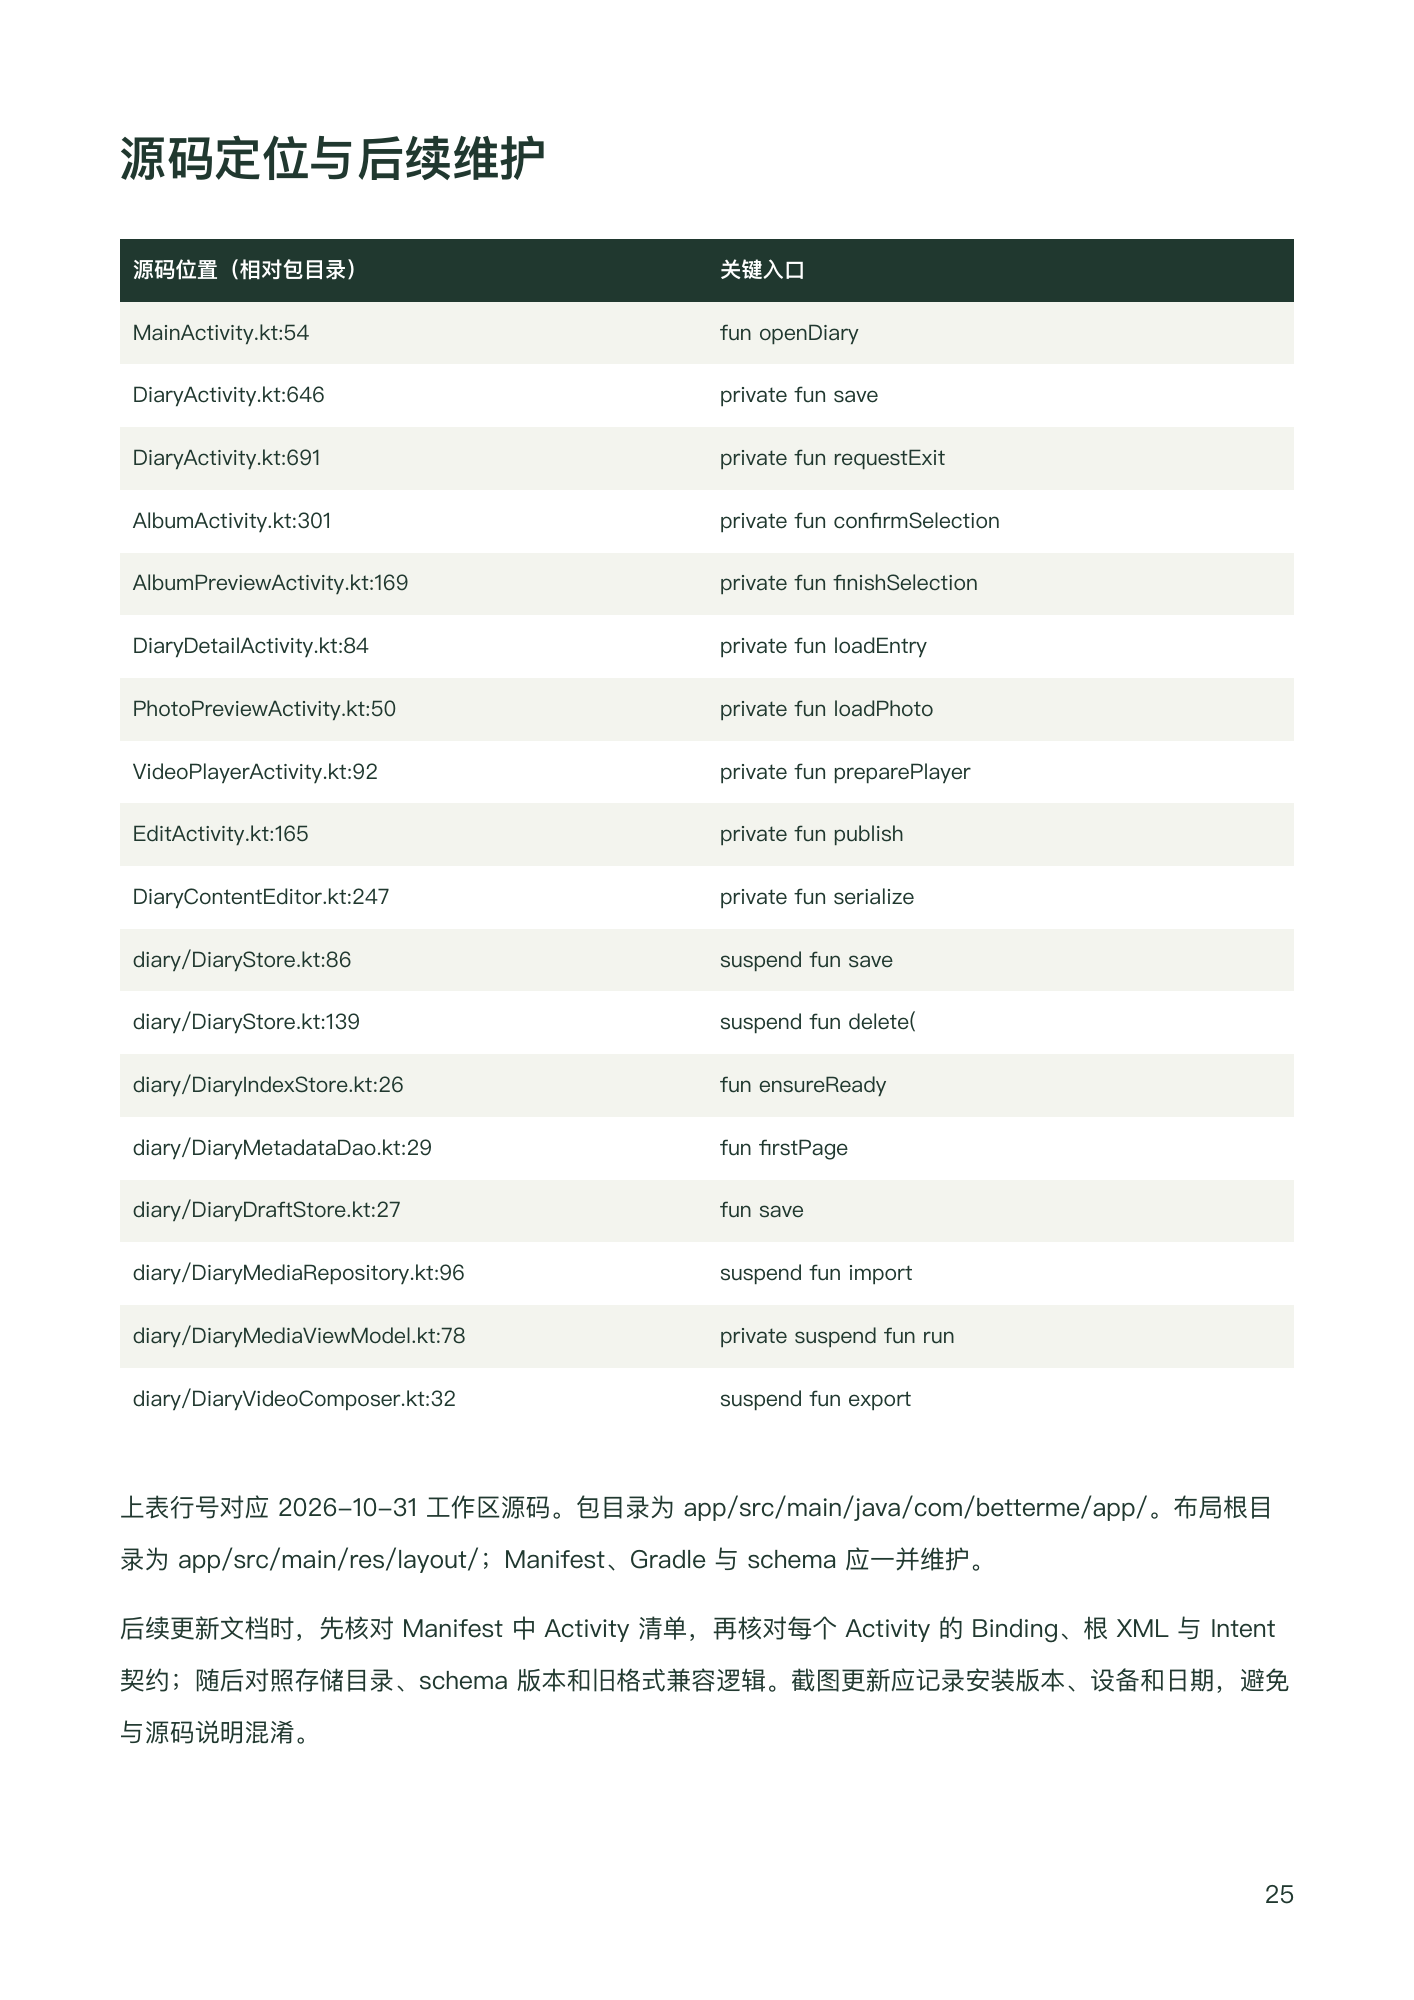 源码定位与后续维护
源码位置（相对包目录） 关键入口
MainActivity.kt:54 fun openDiary
DiaryActivity.kt:646 private fun save
DiaryActivity.kt:691 private fun requestExit
AlbumActivity.kt:301 private fun confirmSelection
AlbumPreviewActivity.kt:169 private fun finishSelection
DiaryDetailActivity.kt:84 private fun loadEntry
PhotoPreviewActivity.kt:50 private fun loadPhoto
VideoPlayerActivity.kt:92 private fun preparePlayer
EditActivity.kt:165 private fun publish
DiaryContentEditor.kt:247 private fun serialize
diary/DiaryStore.kt:86 suspend fun save
diary/DiaryStore.kt:139 suspend fun delete(
diary/DiaryIndexStore.kt:26 fun ensureReady
diary/DiaryMetadataDao.kt:29 fun firstPage
diary/DiaryDraftStore.kt:27 fun save
diary/DiaryMediaRepository.kt:96 suspend fun import
diary/DiaryMediaViewModel.kt:78 private suspend fun run
diary/DiaryVideoComposer.kt:32 suspend fun export
上表行号对应 2026-10-31 工作区源码。包目录为 app/src/main/java/com/betterme/app/。布局根目
录为 app/src/main/res/layout/；Manifest、Gradle 与 schema 应一并维护。
后续更新文档时，先核对 Manifest 中 Activity 清单，再核对每个 Activity 的 Binding、根 XML 与 Intent
契约；随后对照存储目录、schema 版本和旧格式兼容逻辑。截图更新应记录安装版本、设备和日期，避免
与源码说明混淆。
25